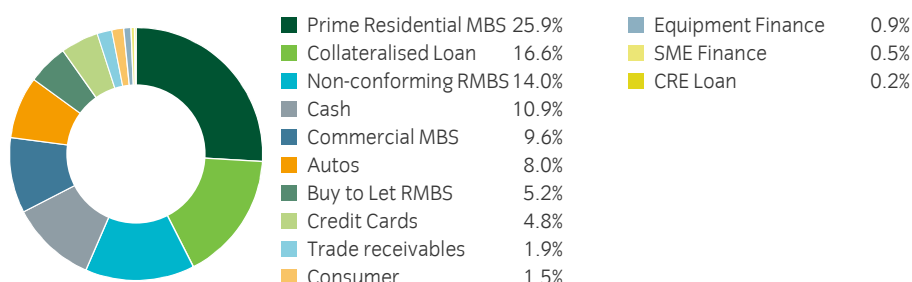 Prime Residential MBS 25.9%
Collateralised Loan 16.6%
Non-conforming RMBS 14.0%
Cash 10.9%
Commercial MBS 9.6%
Autos 8.0%
Buy to Let RMBS 5.2%
Credit Cards 4.8%
Trade receivables 1.9%
Consumer 1.5%
Equipment Finance 0.9%
SME Finance 0.5%
CRE Loan 0.2%